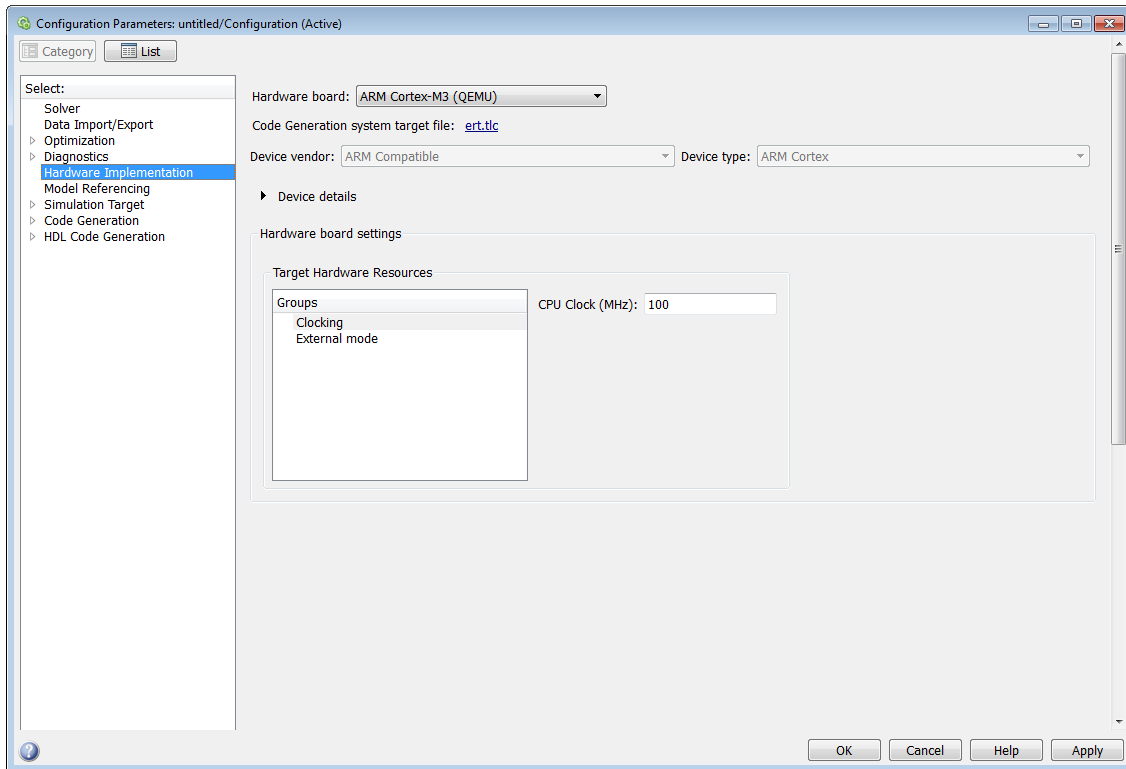 Configuration Parameters: untitled/Configuration (Active)
Category
List
Select:
Solver
Data Import/Export
Optimization
Diagnostics
Hardware Implementation
Model Referencing
Simulation Target
Code Generation
HDL Code Generation
Hardware board: ARM Cortex-M3 (QEMU)
Code Generation system target file: ert.tlc
Device vendor: ARM Compatible Device type: ARM Cortex
Device details
Hardware board settings
Target Hardware Resources
Groups
Clocking
External mode
CPU Clock (MHz): 100
OK Cancel Help Apply